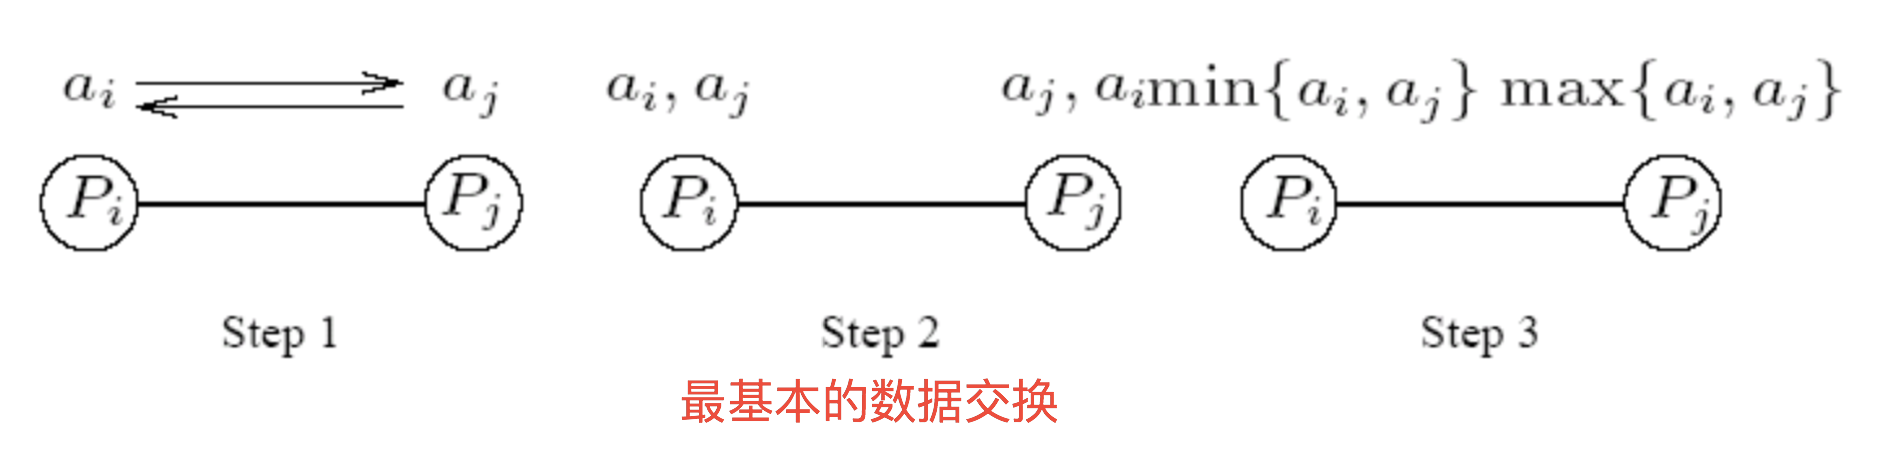 a_i a_j a_i, a_j a_j, a_i min{a_i, a_j} max{a_i, a_j}
P_i P_j P_i P_j P_i P_j
Step 1 Step 2 Step 3
最基本的数据交换